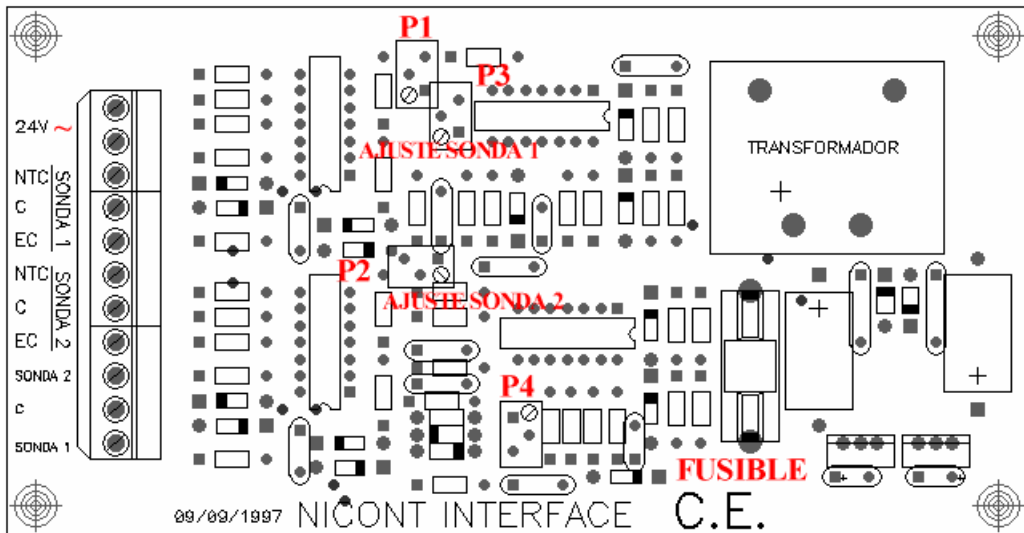 P1
P3
AJUSTE SONDA 1
TRANSFORMADOR
24V ~
NTC
C
EC
SONDA 1
NTC
C
EC
SONDA 2
SONDA 2
c
SONDA 1
P2
AJUSTE SONDA 2
P4
FUSIBLE
09/09/1997 NICONT INTERFACE C.E.